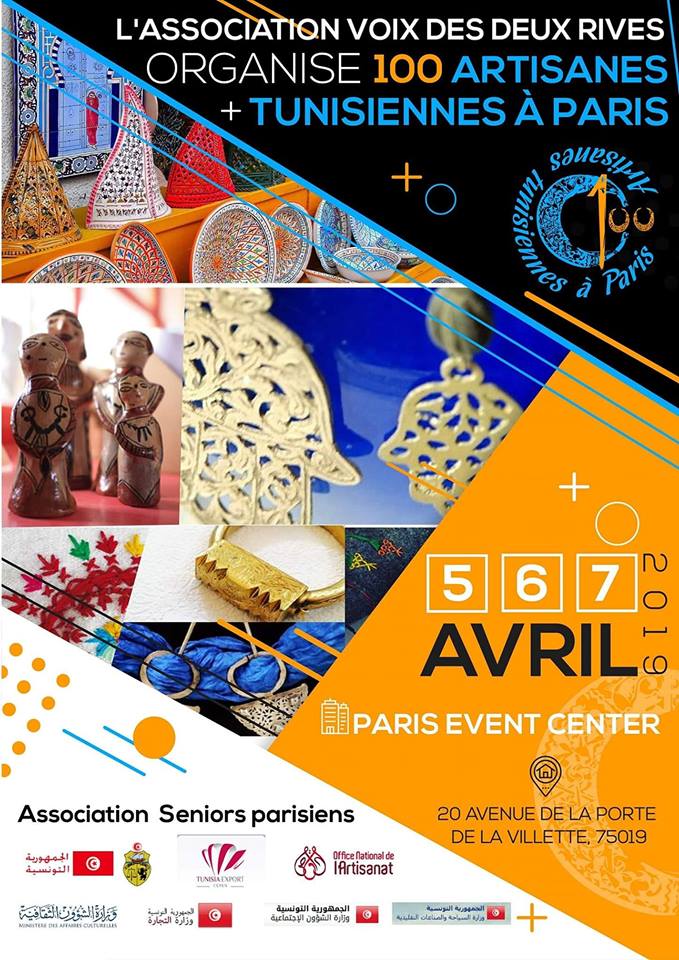 L'ASSOCIATION VOIX DES DEUX RIVES
ORGANISE 100 ARTISANES
+ TUNISIENNES À PARIS
100
Artisanes
tunisiennes à Paris
5 6 7
AVRIL
2019
PARIS EVENT CENTER
20 AVENUE DE LA PORTE
DE LA VILLETTE, 75019
Association Seniors parisiens
الجمهورية
التونسية
TUNISIA EXPORT
CEPEX
Office National de
l'Artisanat
وزارة الشؤون الثقافية
MINISTERE DES AFFAIRES CULTURELLES
الجمهورية التونسية
وزارة التجارة
الجمهورية التونسية
وزارة الشؤون الإجتماعية
الجمهورية التونسية
وزارة السياحة والصناعات التقليدية